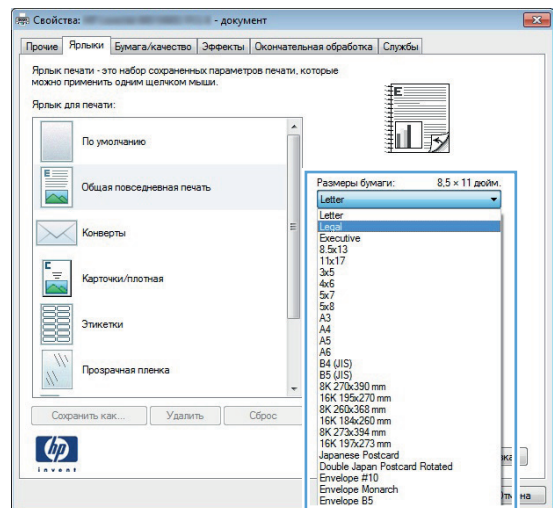 Свойства: - документ
Прочие Ярлыки Бумага/качество Эффекты Окончательная обработка Службы
Ярлык печати - это набор сохраненных параметров печати, которые
можно применить одним щелчком мыши.
Ярлык для печати:
По умолчанию
Общая повседневная печать
Конверты
Карточки/плотная
Этикетки
Прозрачная пленка
Сохранить как... Удалить Сброс
hp
invent
E
Размеры бумаги: 8,5 × 11 дюйм.
Letter
Letter
Legal
Executive
8.5x13
11x17
3x5
4x6
5x7
5x8
A3
A4
A5
A6
B4 (JIS)
B5 (JIS)
8K 270x390 mm
16K 195x270 mm
8K 260x368 mm
16K 184x260 mm
8K 273x394 mm
16K 197x273 mm
Japanese Postcard
Double Japan Postcard Rotated
Envelope #10
Envelope Monarch
Envelope B5